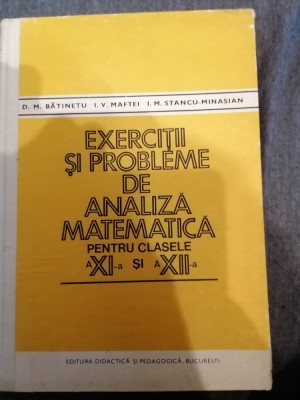 D. M. BĂTINEȚU I. V. MAFTEI I. M. STANCU-MINASIAN
EXERCIȚII
ȘI PROBLEME
DE
ANALIZĂ
MATEMATICĂ
PENTRU CLASELE
A XI-a ȘI A XII-a
EDITURA DIDACTICĂ ȘI PEDAGOGICĂ, BUCUREȘTI